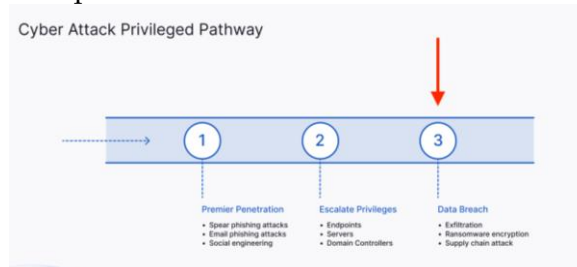 Cyber Attack Privileged Pathway
1
2
3
Premier Penetration
• Spear phishing attacks
• Email phishing attacks
• Social engineering
Escalate Privileges
• Endpoints
• Servers
• Domain Controllers
Data Breach
• Exfiltration
• Ransomware encryption
• Supply chain attack